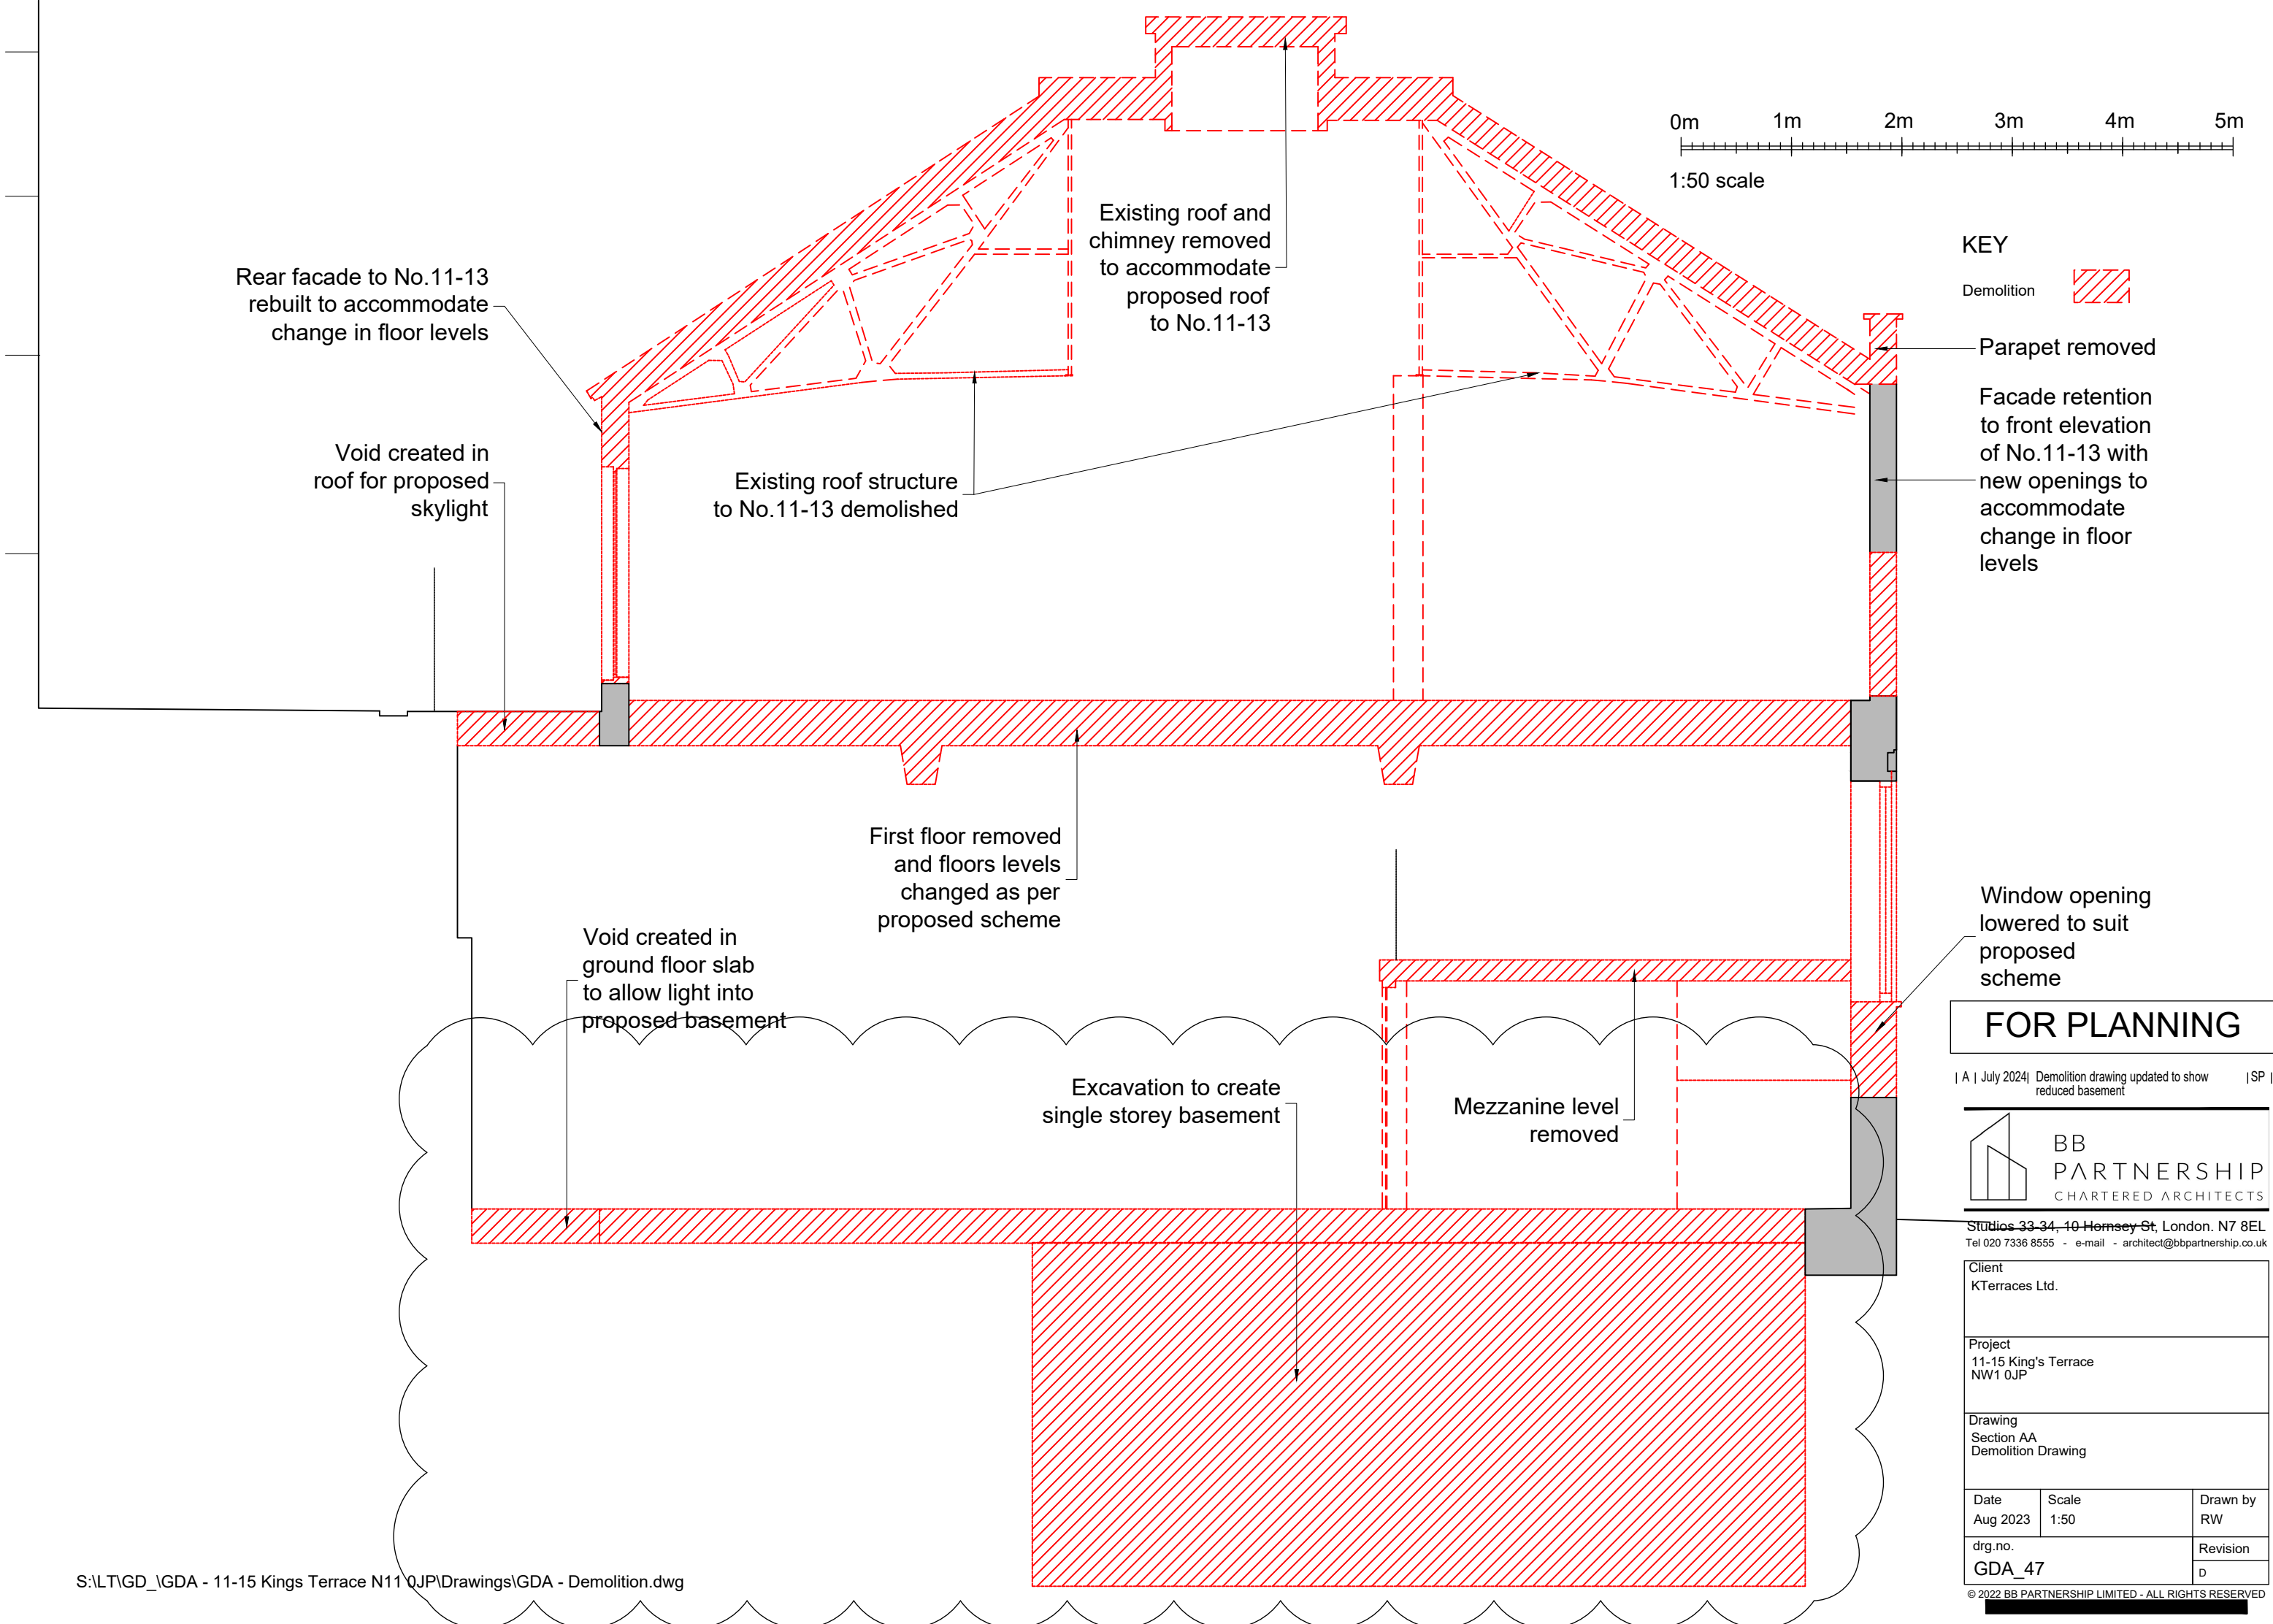 0m 1m 2m 3m 4m 5m
1:50 scale
KEY
Demolition
Parapet removed
Facade retention
to front elevation
of No.11-13 with
new openings to
accommodate
change in floor
levels
Existing roof and
chimney removed
to accommodate
proposed roof
to No.11-13
Rear facade to No.11-13
rebuilt to accommodate
change in floor levels
Void created in
roof for proposed
skylight
Existing roof structure
to No.11-13 demolished
First floor removed
and floors levels
changed as per
proposed scheme
Void created in
ground floor slab
to allow light into
proposed basement
Window opening
lowered to suit
proposed
scheme
Excavation to create
single storey basement
Mezzanine level
removed
FOR PLANNING
| A | July 2024| Demolition drawing updated to show |SP |
reduced basement
BB
PARTNERSHIP
CHARTERED ARCHITECTS
Studios 33-34, 10 Hornsey St, London. N7 8EL
Tel 020 7336 8555 - e-mail - architect@bbpartnership.co.uk
Client
KTerraces Ltd.
Project
11-15 King's Terrace
NW1 0JP
Drawing
Section AA
Demolition Drawing
Date Scale Drawn by
Aug 2023 1:50 RW
drg.no. Revision
GDA_47 D
© 2022 BB PARTNERSHIP LIMITED - ALL RIGHTS RESERVED
S:\LT\GD_\GDA - 11-15 Kings Terrace N11 0JP\Drawings\GDA - Demolition.dwg